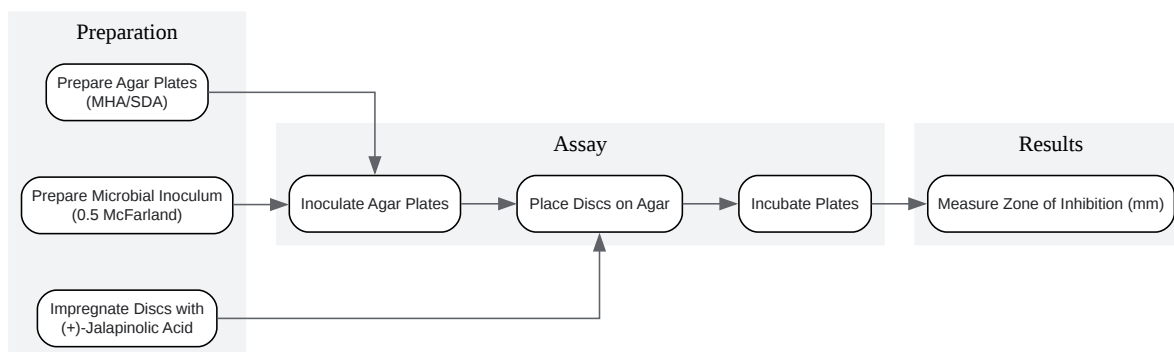 Preparation
Prepare Agar Plates
(MHA/SDA)
Prepare Microbial Inoculum
(0.5 McFarland)
Impregnate Discs with
(+)-Jalapinolic Acid
Assay
Inoculate Agar Plates
Place Discs on Agar
Incubate Plates
Results
Measure Zone of Inhibition (mm)